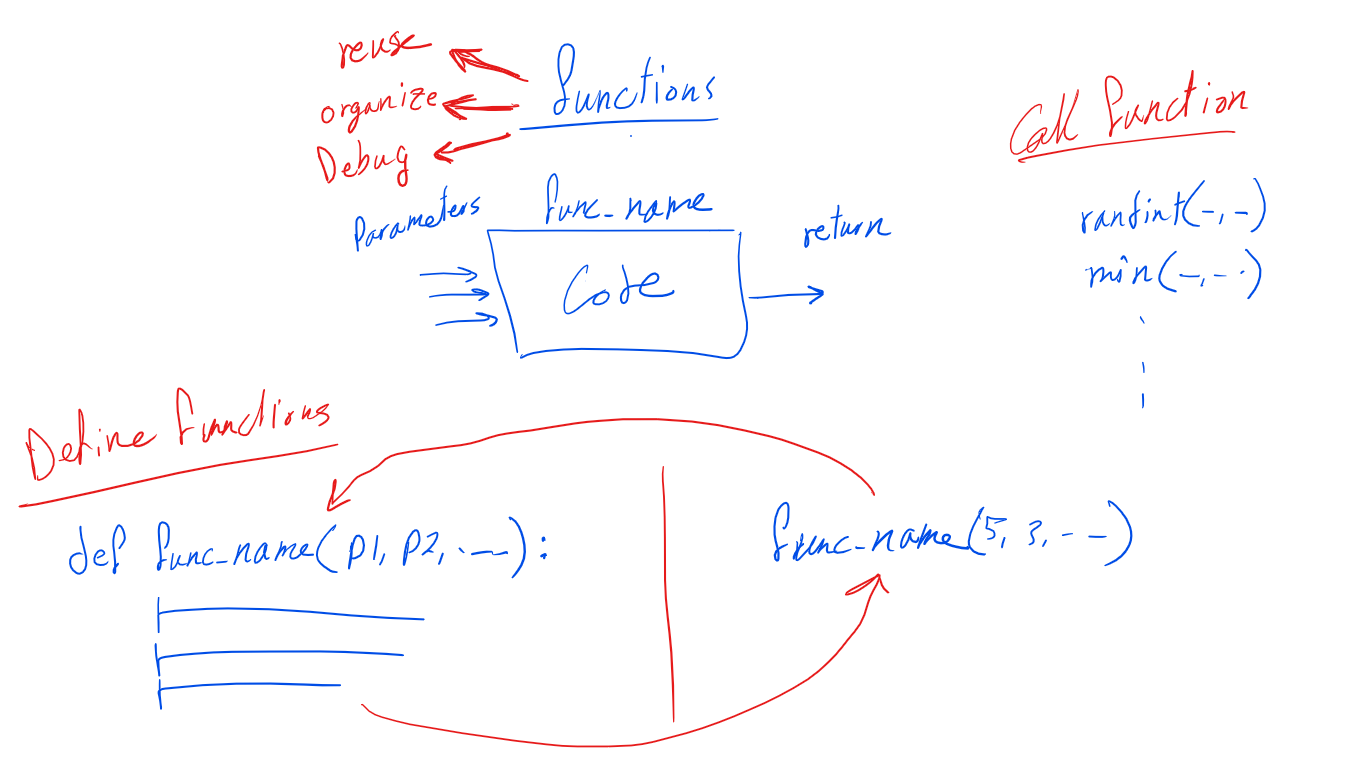 functions
reuse
organize
Debug
Parameters
func_name
Code
return
Call function
randint(-, -)
min(-, - ·)
Define functions
def func_name(p1, p2, · —):
func_name(5, 3, - -)